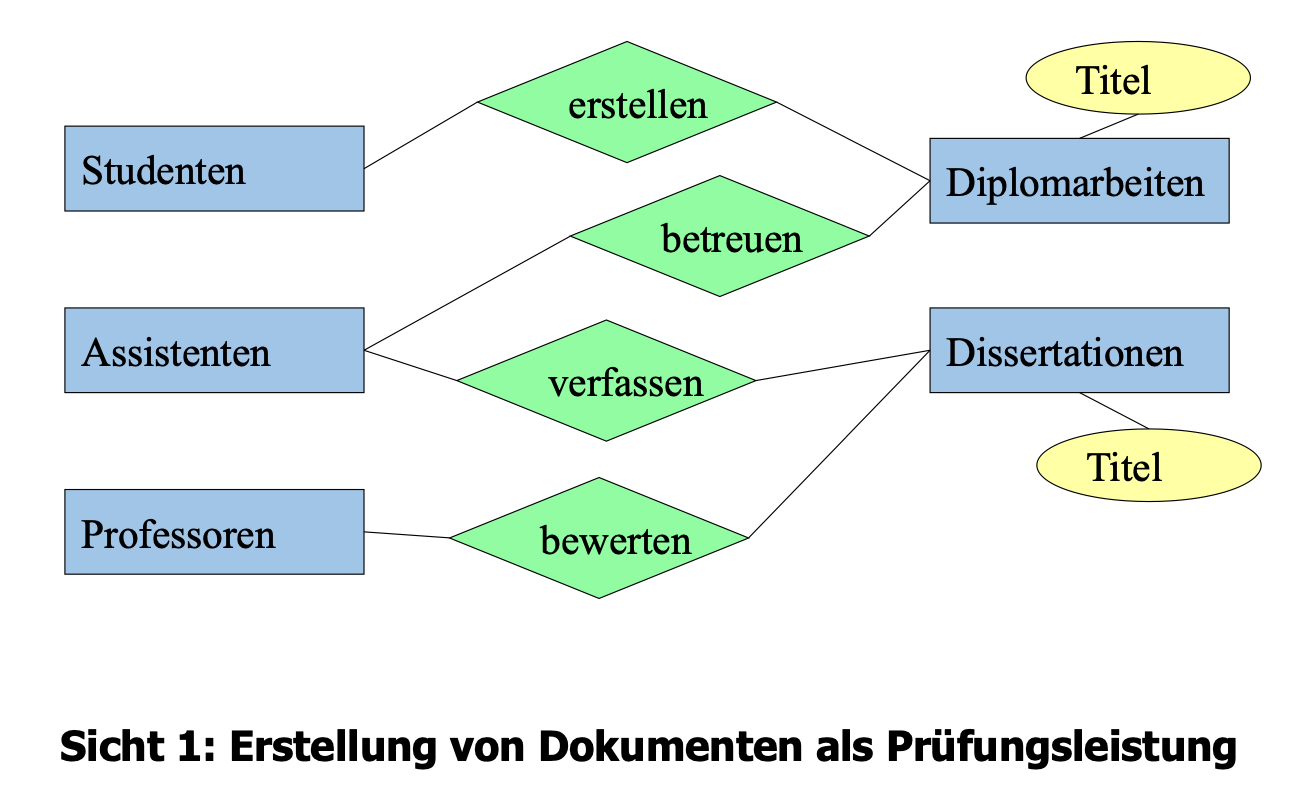 erstellen
Titel
Studenten
Diplomarbeiten
betreuen
Assistenten
verfassen
Dissertationen
Titel
Professoren
bewerten
Sicht 1: Erstellung von Dokumenten als Prüfungsleistung